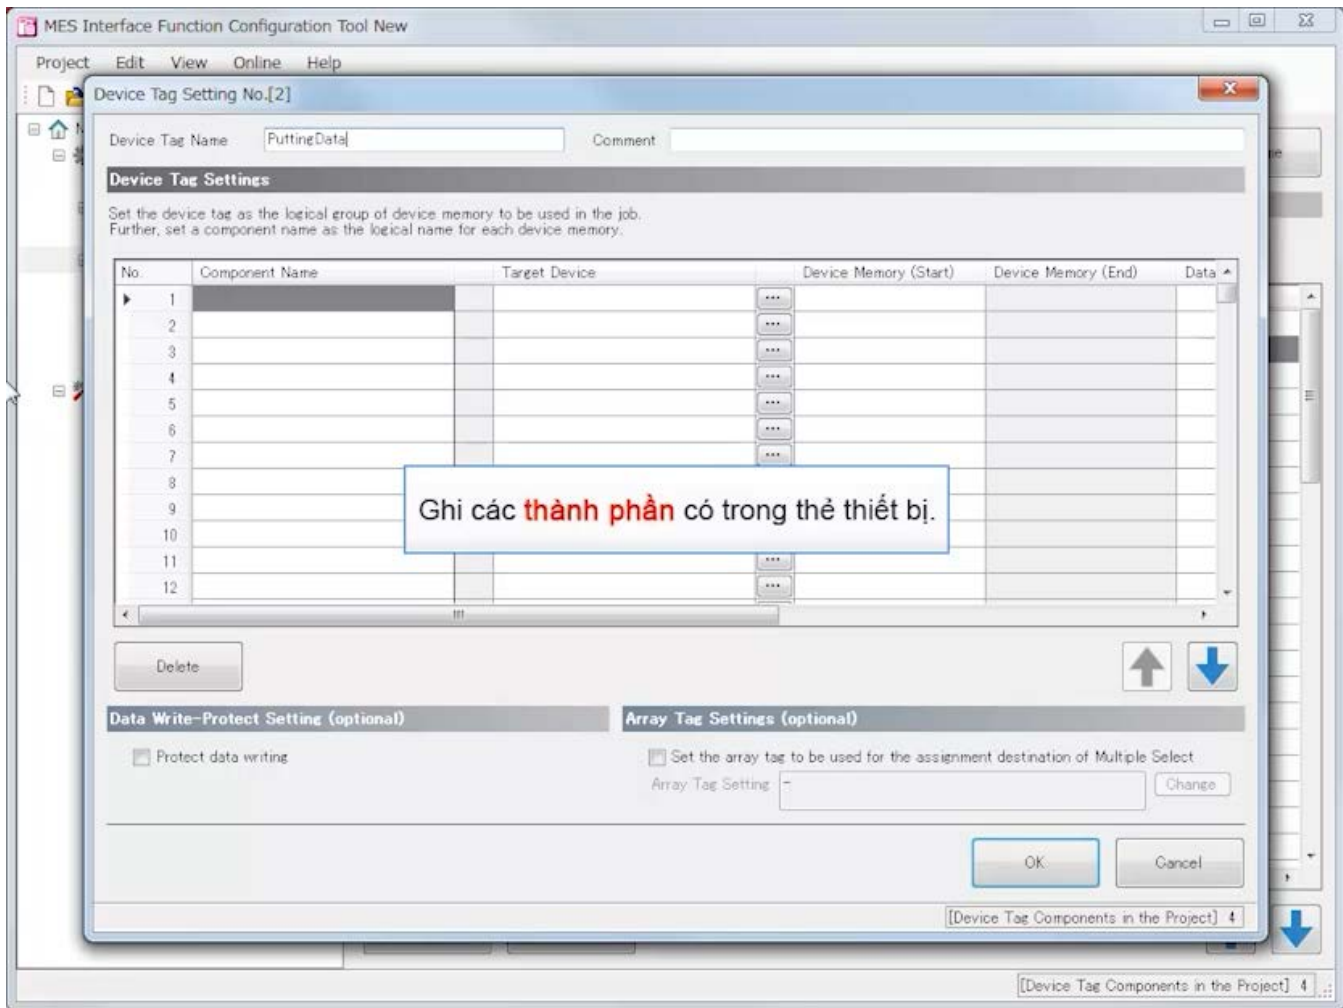 MES Interface Function Configuration Tool New
Project Edit View Online Help
Device Tag Setting No.[2]
Device Tag Name PuttingData Comment
Device Tag Settings
Set the device tag as the logical group of device memory to be used in the job.
Further, set a component name as the logical name for each device memory.
No. Component Name Target Device Device Memory (Start) Device Memory (End) Data
1 ...
2 ...
3 ...
4 ...
5 ...
6 ...
7 ...
8
9
10
11 ...
12 ...
Ghi các thành phần có trong thẻ thiết bị.
Delete
Data Write-Protect Setting (optional) Array Tag Settings (optional)
Protect data writing Set the array tag to be used for the assignment destination of Multiple Select
Array Tag Setting - Change
OK Cancel
[Device Tag Components in the Project] 4
[Device Tag Components in the Project] 4